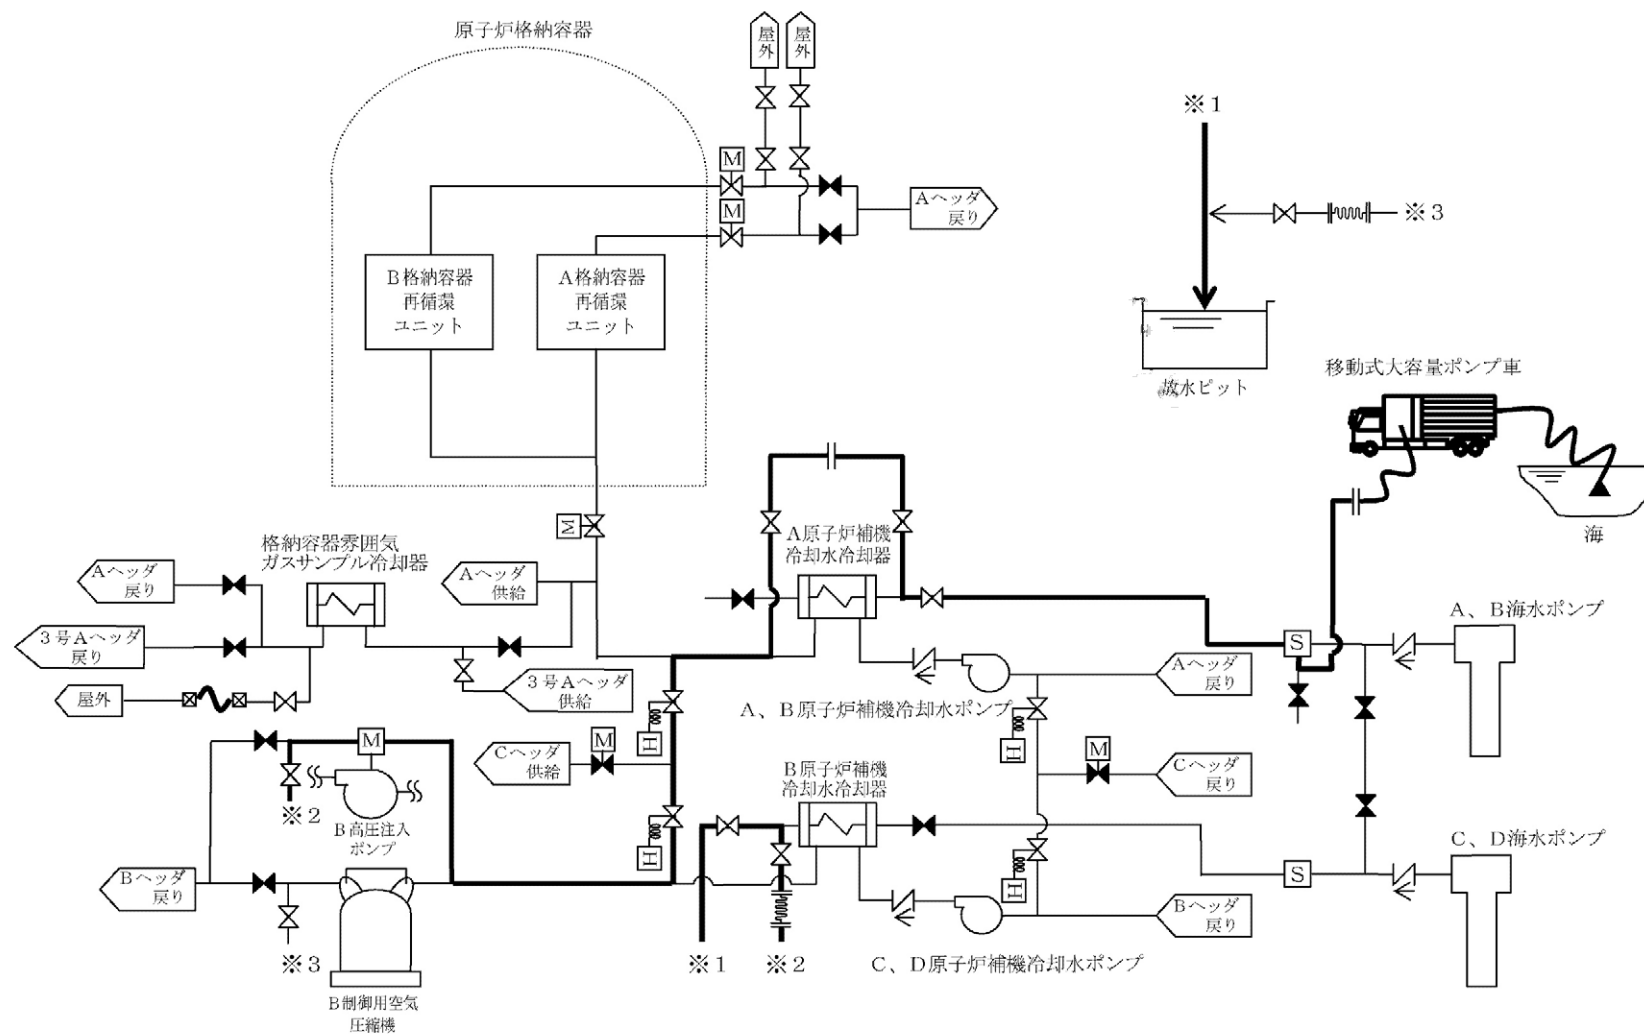 原子炉格納容器
屋外
屋外
M
M
Aヘッダ
戻り
※1
※3
B格納容器
再循環
ユニット
A格納容器
再循環
ユニット
水ピット
移動式大容量ポンプ車
海
M
格納容器雰囲気
ガスサンプル冷却器
A原子炉補機
冷却水冷却器
Aヘッダ
戻り
Aヘッダ
供給
3号Aヘッダ
戻り
屋外
3号Aヘッダ
供給
A、B海水ポンプ
S
Aヘッダ
戻り
A、B原子炉補機冷却水ポンプ
H
H
M
Cヘッダ
供給
M
M
Cヘッダ
戻り
B原子炉補機
冷却水冷却器
※2
B高圧注入
ポンプ
H
H
C、D海水ポンプ
S
Bヘッダ
戻り
Bヘッダ
戻り
※3
※1
※2
C、D原子炉補機冷却水ポンプ
B制御用空気
圧縮機